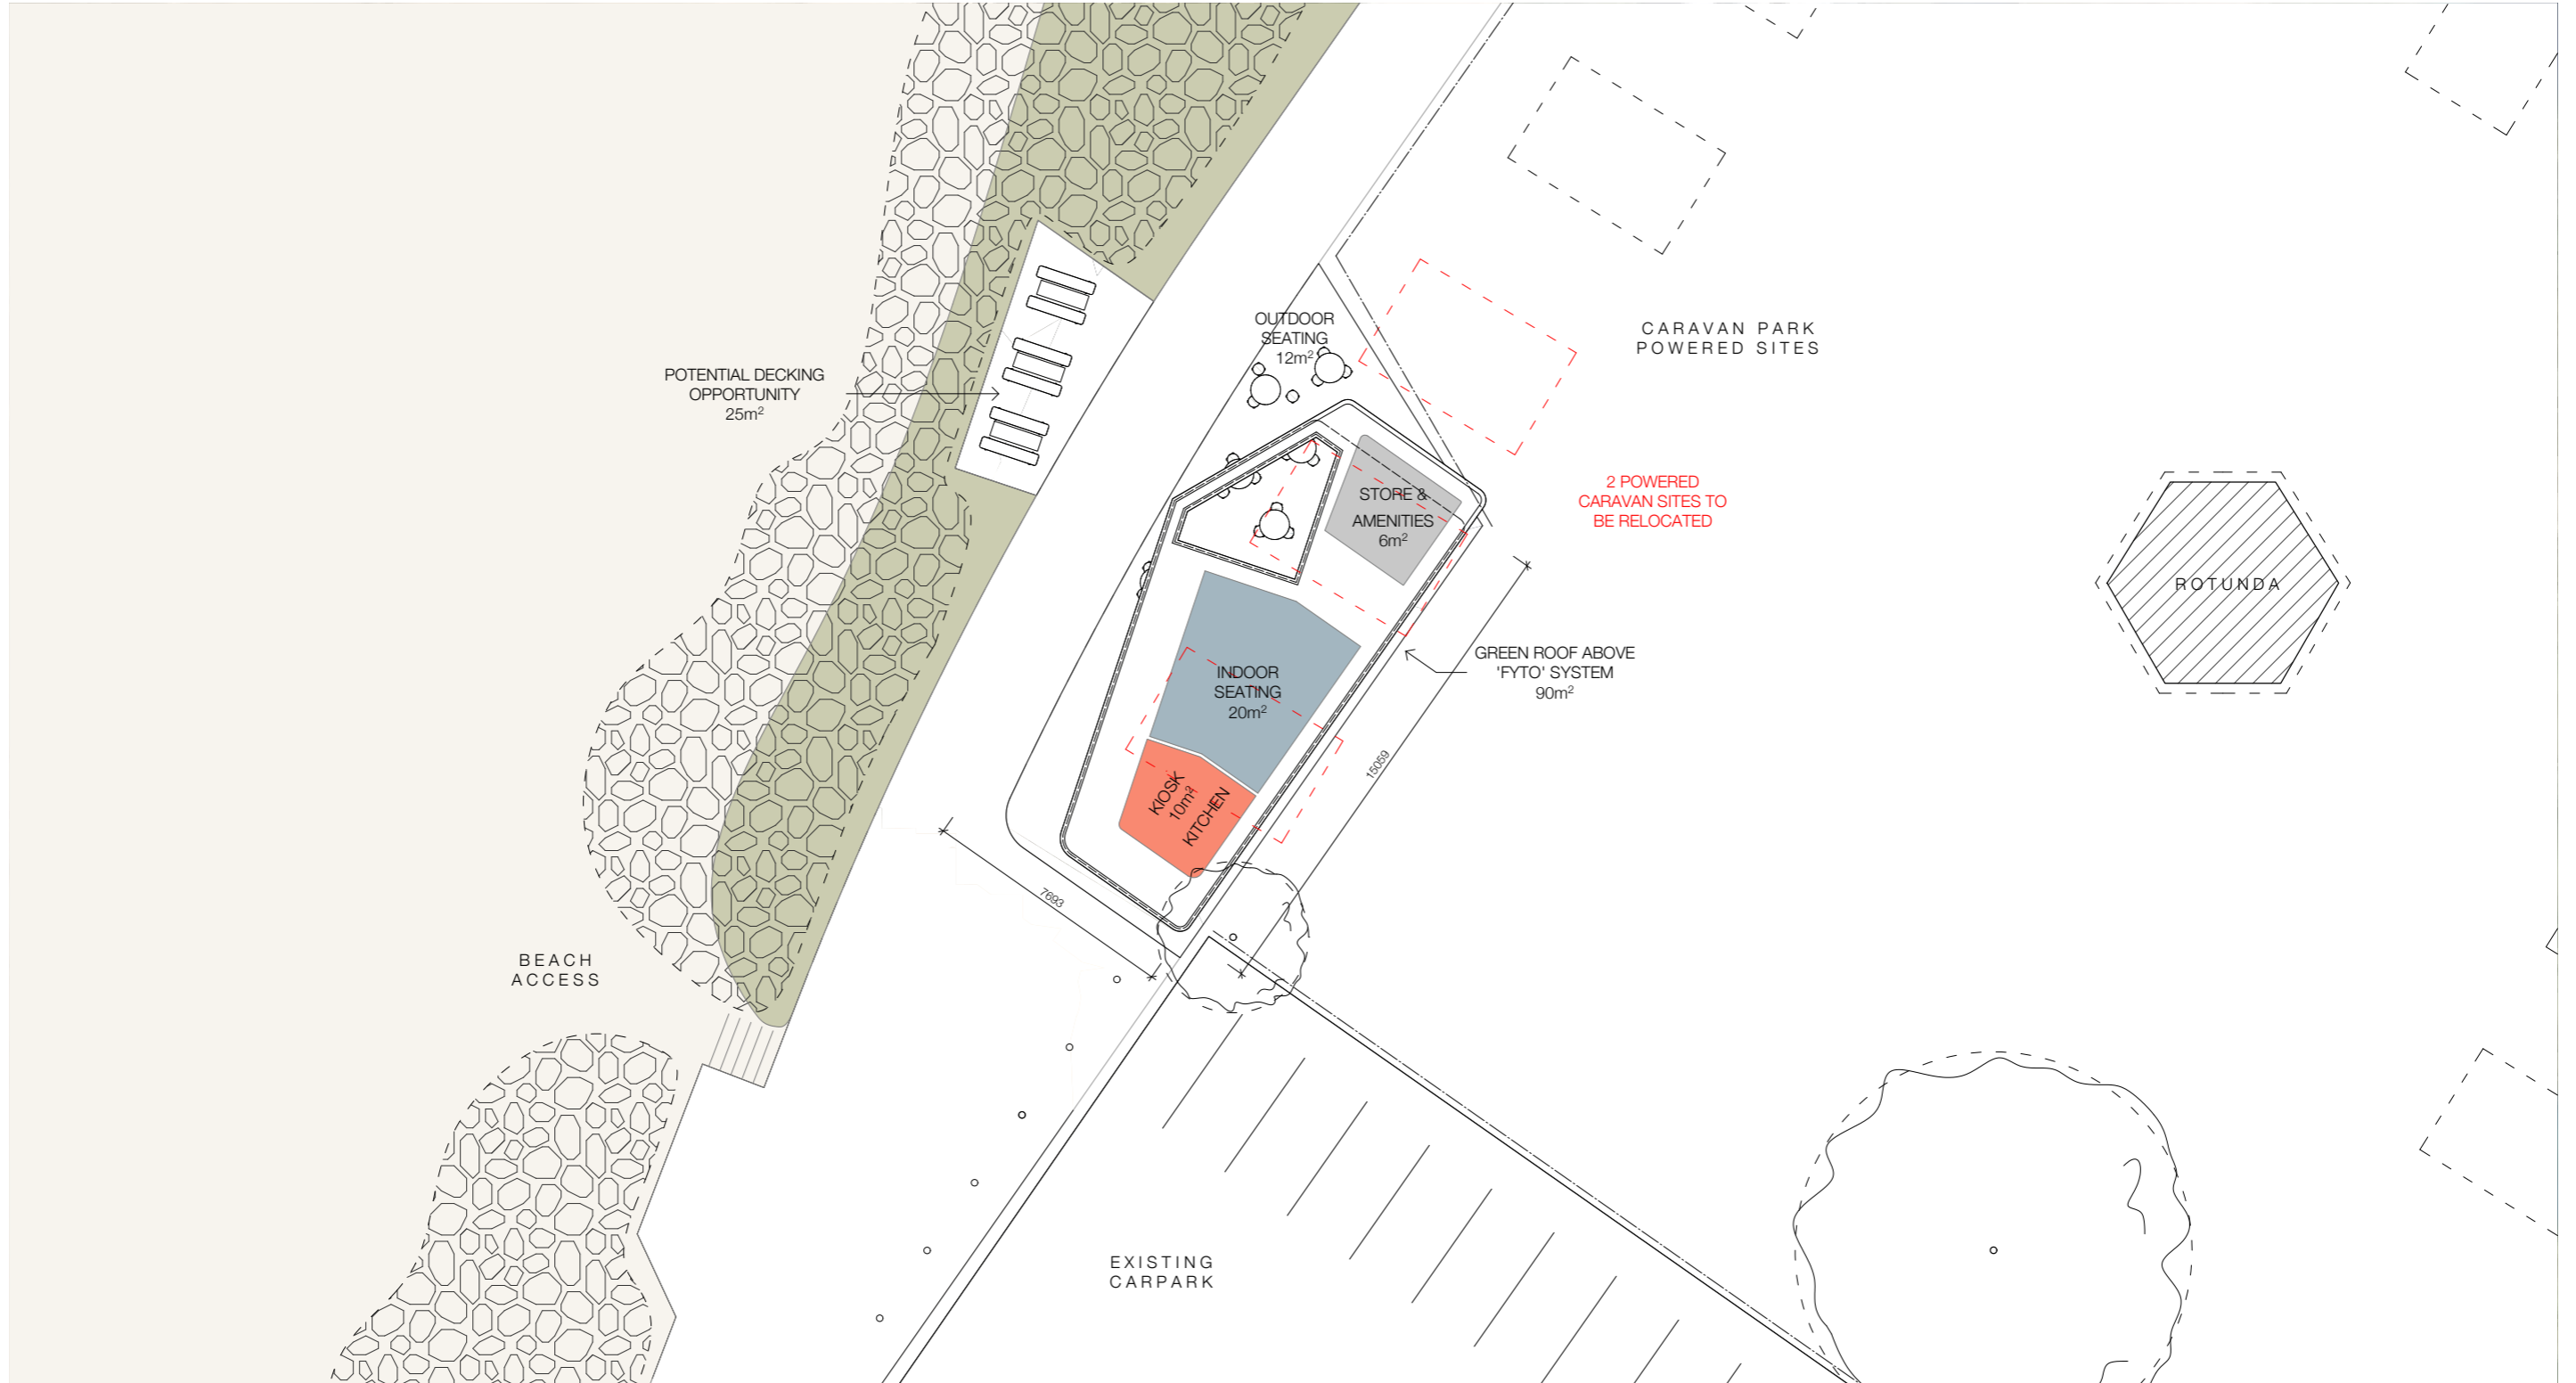 OUTDOOR
SEATING
12m²
CARAVAN PARK
POWERED SITES
POTENTIAL DECKING
OPPORTUNITY
25m²
2 POWERED
CARAVAN SITES TO
BE RELOCATED
STORE &
AMENITIES
6m²
ROTUNDA
GREEN ROOF ABOVE
'FYTO' SYSTEM
90m²
INDOOR
SEATING
20m²
15059
KIOSK
10m²
KITCHEN
7693
BEACH
ACCESS
EXISTING
CARPARK